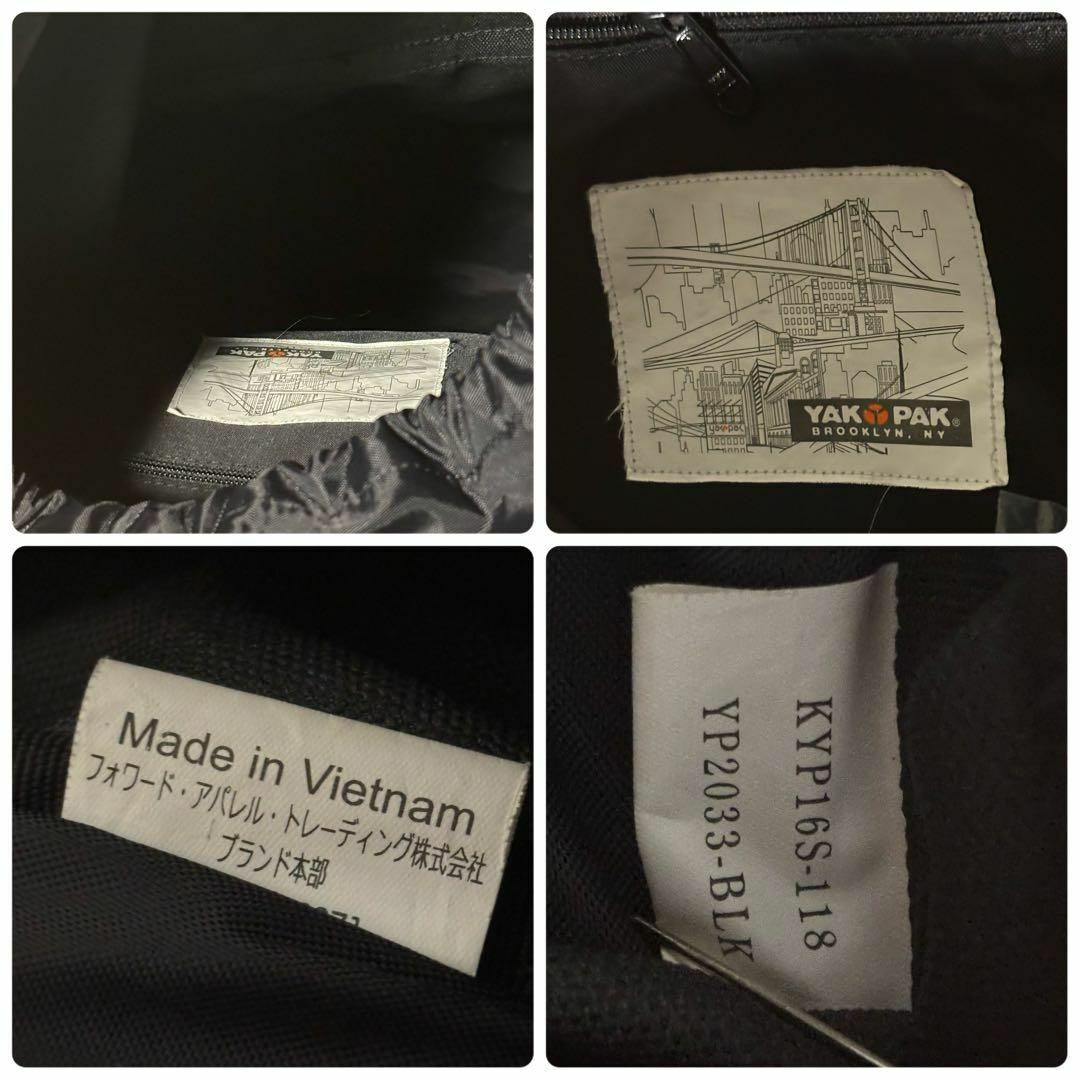 YAK PAK
YAK PAK®
BROOKLYN, NY
yak pak
Made in Vietnam
フォワード・アパレル・トレーディング株式会社
ブランド本部
KYP16S-118
YP2033-BLK